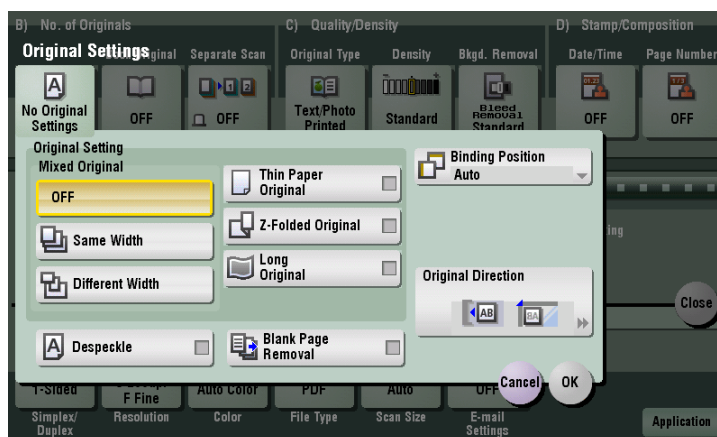 B) No. of Originals
C) Quality/Density
D) Stamp/Composition
Original Settings
Separate Scan
Original Type
Density
Bkgd. Removal
Date/Time
Page Number
No Original
Settings
OFF
OFF
Text/Photo
Printed
Standard
Bleed
Removal
Standard
OFF
OFF
Original Setting
Mixed Original
OFF
Same Width
Different Width
Thin Paper
Original
Z-Folded Original
Long
Original
Binding Position
Auto
Original Direction
AB
Despeckle
Blank Page
Removal
Close
Cancel
OK
1-Sided
F Fine
Auto Color
PDF
Auto
OFF
Simplex/
Duplex
Resolution
Color
File Type
Scan Size
E-mail
Settings
Application